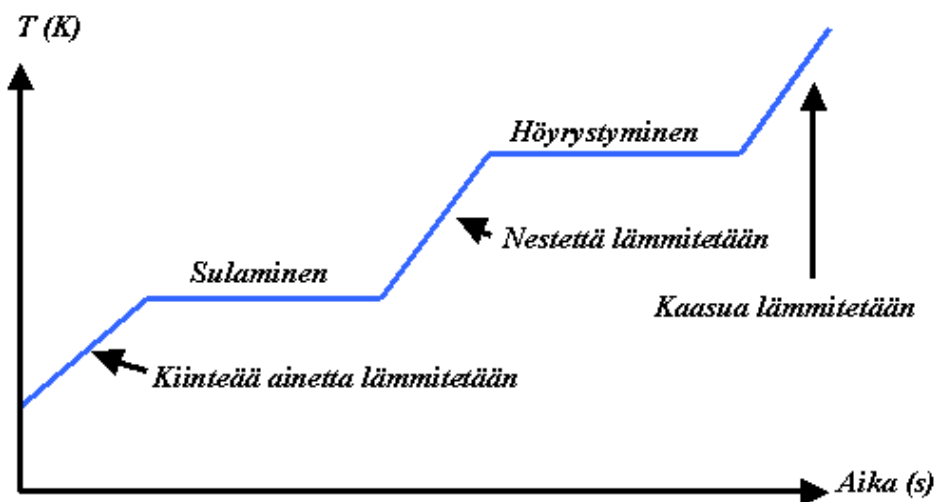 T (K)
Höyrystyminen
Nestettä lämmitetään
Sulaminen
Kaasua lämmitetään
Kiinteää ainetta lämmitetään
Aika (s)